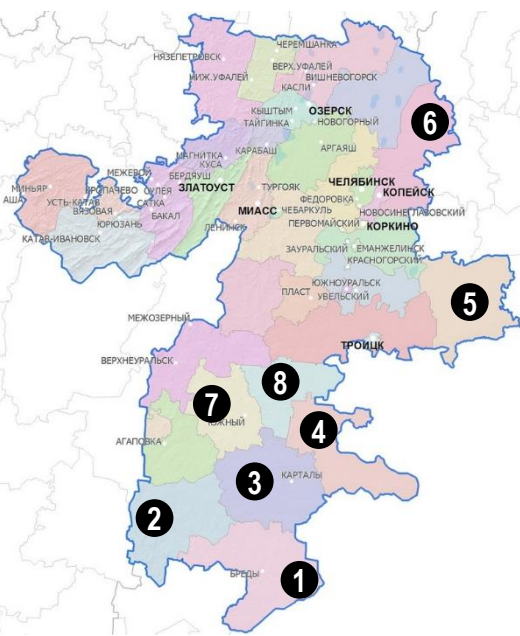 ЧЕРЕМШАНКА
НЯЗЕПЕТРОВСК
ВЕРХ.УФАЛЕЙ
НИЖ.УФАЛЕЙ
ВИШНЕВОГОРСК
КАСЛИ
КЫШТЫМ
ОЗЕРСК
ТАЙГИНКА
НОВОГОРНЫЙ
6
КАРАБАШ
АРГАЯШ
МАГНИТКА
КУСА
МЕЖЕВОЙ
БЕРДЯУШ
МИНЬЯР
КРОПАЧЕВО
СУЛЕЯ
ЗЛАТОУСТ
ТУРГОЯК
ЧЕЛЯБИНСК
КОПЕЙСК
АША
УСТЬ-КАТАВ
САТКА
ФЕДОРОВКА
ВЯЗОВАЯ
БАКАЛ
МИАСС
ЧЕБАРКУЛЬ
НОВОСИНЕГЛАЗОВСКИЙ
ЮРЮЗАНЬ
ЛЕНИНСК
ПЕРВОМАЙСКИЙ
КОРКИНО
КАТАВ-ИВАНОВСК
ЗАУРАЛЬСКИЙ
ЕМАНЖЕЛИНСК
КРАСНОГОРСКИЙ
ЮЖНОУРАЛЬСК
ПЛАСТ
УВЕЛЬСКИЙ
5
МЕЖОЗЕРНЫЙ
ТРОИЦК
ВЕРХНЕУРАЛЬСК
8
7
ЮЖНЫЙ
4
АГАПОВКА
3
КАРТАЛЫ
2
БРЕДЫ
1